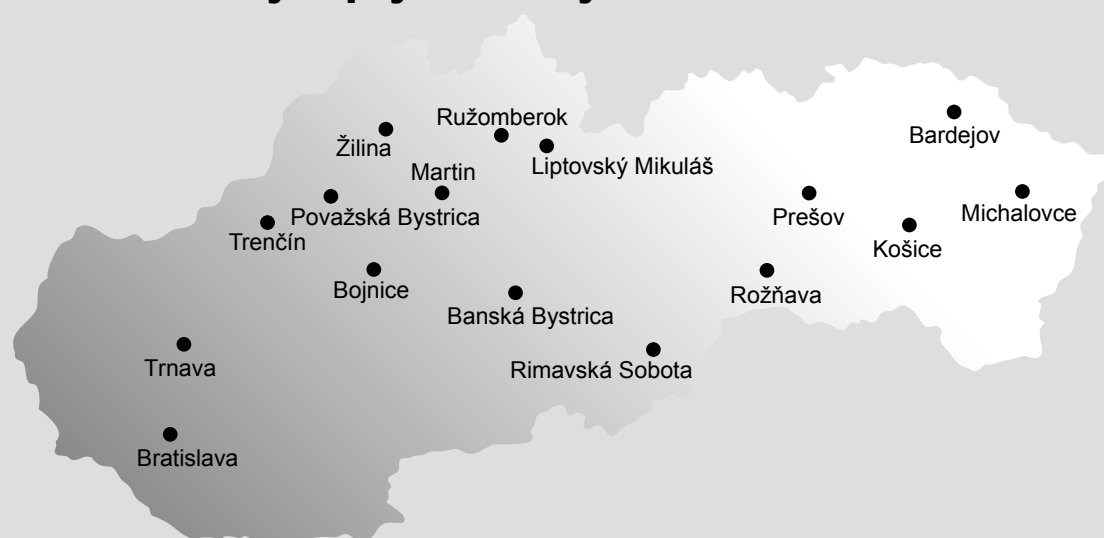 Ružomberok
Bardejov
Žilina
Liptovský Mikuláš
Martin
Považská Bystrica
Prešov
Michalovce
Trenčín
Košice
Bojnice
Rožňava
Banská Bystrica
Trnava
Rimavská Sobota
Bratislava